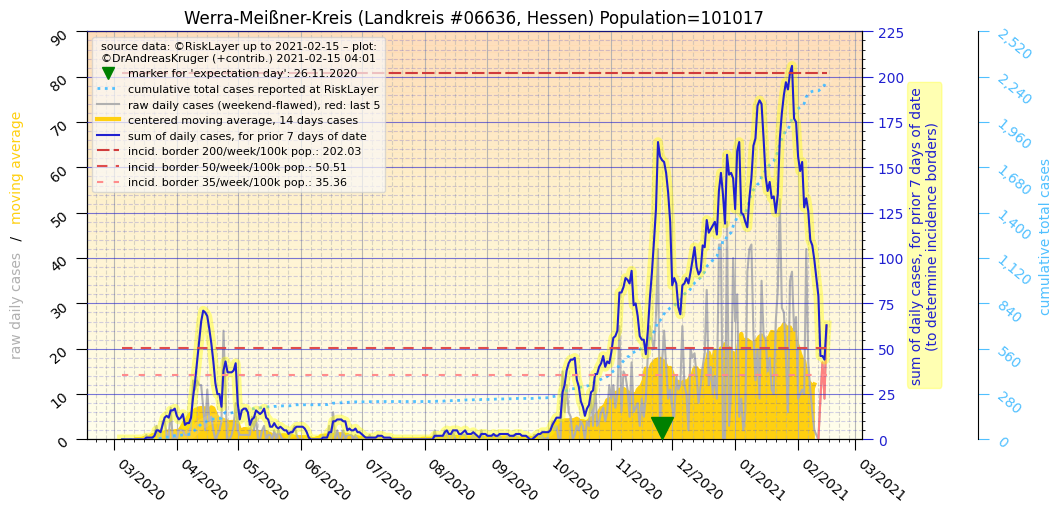 Werra-Meißner-Kreis (Landkreis #06636, Hessen) Population=101017
source data: ©RiskLayer up to 2021-02-15 – plot:
©DrAndreasKruger (+contrib.) 2021-02-15 04:01
marker for 'expectation day': 26.11.2020
cumulative total cases reported at RiskLayer
raw daily cases (weekend-flawed), red: last 5
centered moving average, 14 days cases
sum of daily cases, for prior 7 days of date
incid. border 200/week/100k pop.: 202.03
incid. border 50/week/100k pop.: 50.51
incid. border 35/week/100k pop.: 35.36
raw daily cases / moving average
90
80
70
60
50
40
30
20
10
0
225
200
175
150
125
100
75
50
25
0
sum of daily cases, for prior 7 days of date
(to determine incidence borders)
2,520
2,240
1,960
1,680
1,400
1,120
840
560
280
0
cumulative total cases
03/2020
04/2020
05/2020
06/2020
07/2020
08/2020
09/2020
10/2020
11/2020
12/2020
01/2021
02/2021
03/2021